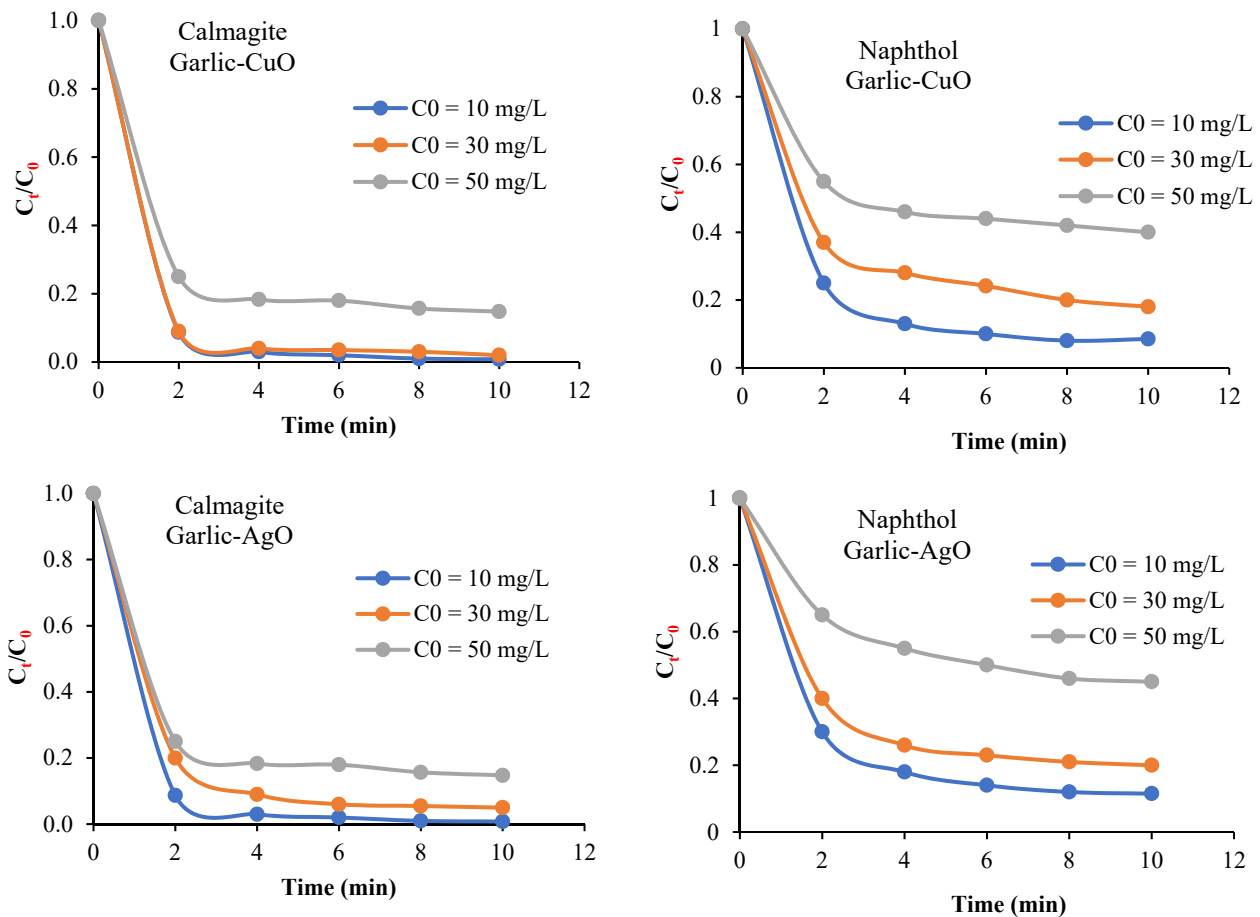 Calmagite
Garlic-CuO
C0 = 10 mg/L
C0 = 30 mg/L
C0 = 50 mg/L
1.0
0.8
0.6
0.4
0.2
0.0
Ct/C0
0 2 4 6 8 10 12
Time (min)
Naphthol
Garlic-CuO
C0 = 10 mg/L
C0 = 30 mg/L
C0 = 50 mg/L
1
0.8
0.6
0.4
0.2
0
Ct/C0
0 2 4 6 8 10 12
Time (min)
Calmagite
Garlic-AgO
C0 = 10 mg/L
C0 = 30 mg/L
C0 = 50 mg/L
1.0
0.8
0.6
0.4
0.2
0.0
Ct/C0
0 2 4 6 8 10 12
Time (min)
Naphthol
Garlic-AgO
C0 = 10 mg/L
C0 = 30 mg/L
C0 = 50 mg/L
1
0.8
0.6
0.4
0.2
0
Ct/C0
0 2 4 6 8 10 12
Time (min)